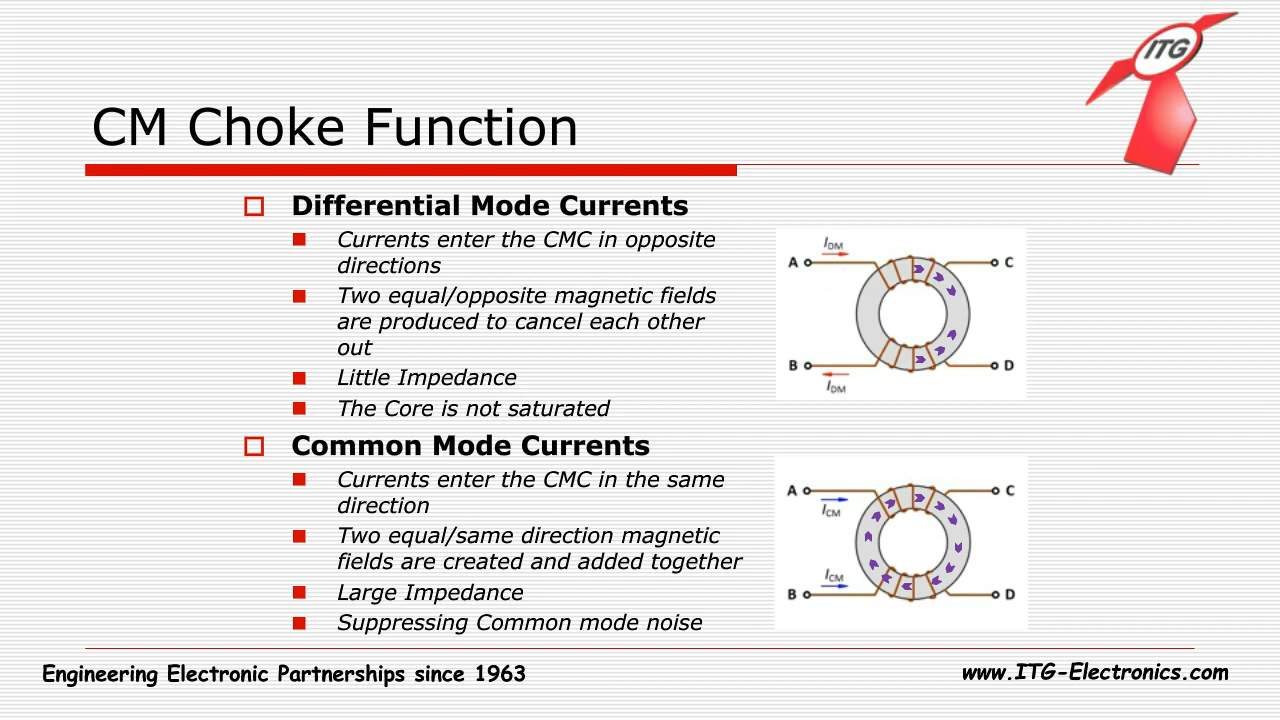 ITG
CM Choke Function
Differential Mode Currents
Currents enter the CMC in opposite
directions
Two equal/opposite magnetic fields
are produced to cancel each other
out
Little Impedance
The Core is not saturated
IDM
A
C
B
D
IDM
Common Mode Currents
Currents enter the CMC in the same
direction
Two equal/same direction magnetic
fields are created and added together
Large Impedance
Suppressing Common mode noise
A
C
ICM
ICM
B
D
Engineering Electronic Partnerships since 1963
www.ITG-Electronics.com